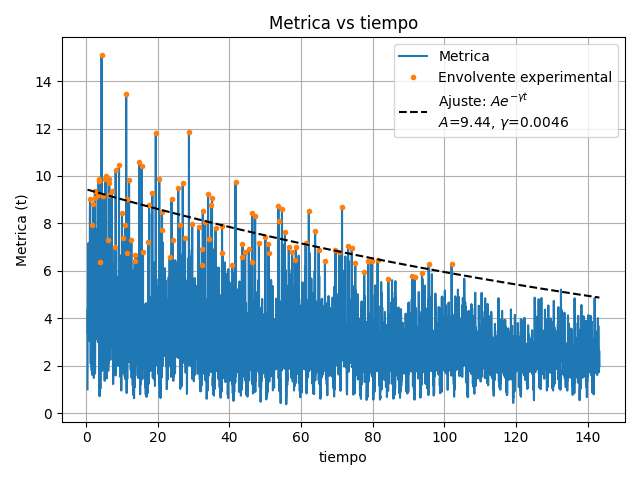 Metrica vs tiempo
Metrica
Envolvente experimental
Ajuste: $Ae^{-\gamma t}$
$A$=9.44, $\gamma$=0.0046
Metrica (t)
14
12
10
8
6
4
2
0
0 20 40 60 80 100 120 140
tiempo